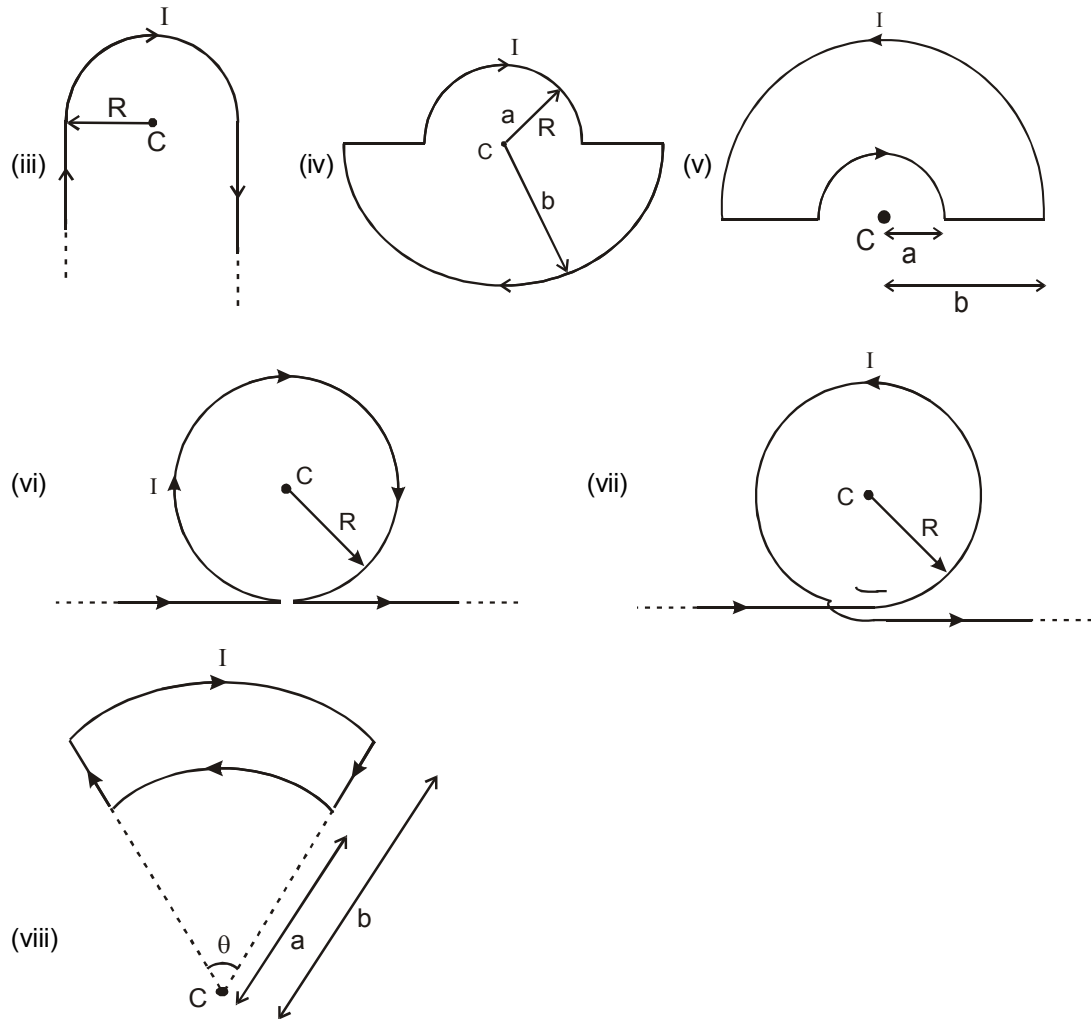 (iii) I R C
(iv) I a R C b
(v) I C a b
(vi) I C R
(vii) I C R
(viii) I θ C a b